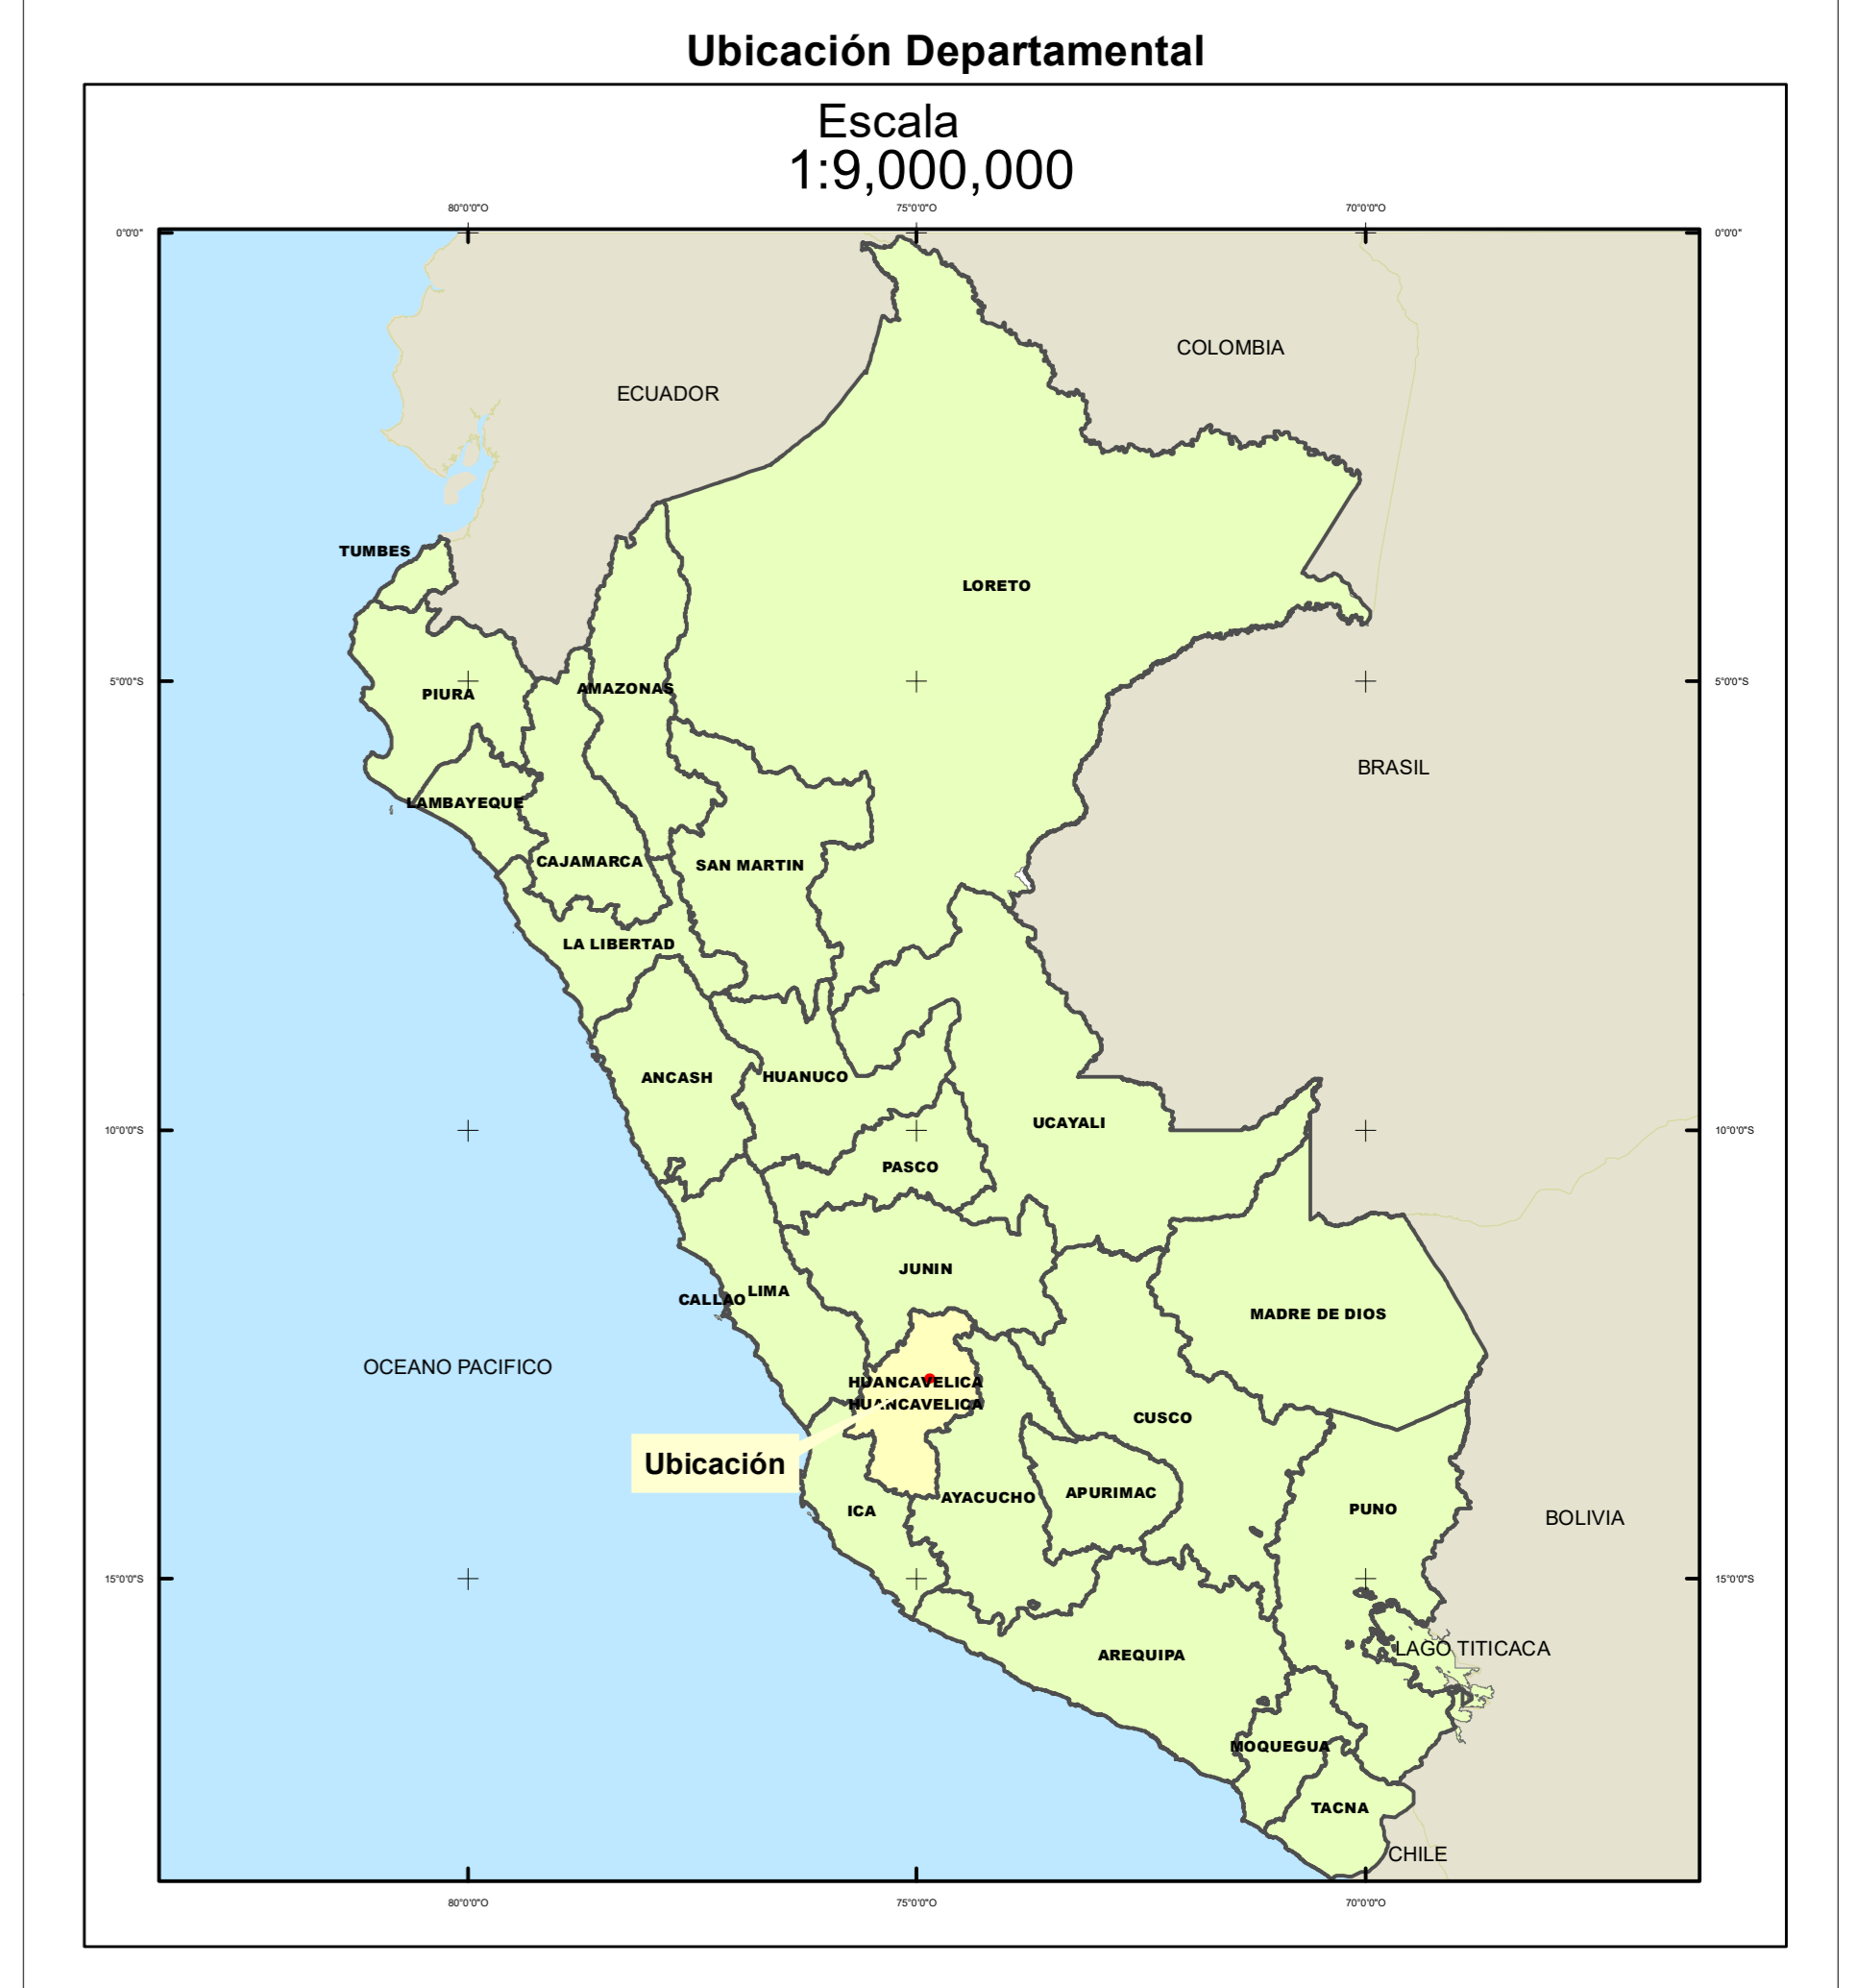 Ubicación Departamental
Escala
1:9,000,000
80°0'0"O
75°0'0"O
70°0'0"O
0°0'0"
0°0'0"
COLOMBIA
ECUADOR
TUMBES
LORETO
5°0'0"S
5°0'0"S
PIURA
AMAZONAS
BRASIL
LAMBAYEQUE
CAJAMARCA
SAN MARTIN
LA LIBERTAD
ANCASH
HUANUCO
UCAYALI
10°0'0"S
10°0'0"S
PASCO
JUNIN
LIMA
CALLAO
MADRE DE DIOS
OCEANO PACIFICO
HUANCAVELICA
HUANCAVELICA
CUSCO
Ubicación
APURIMAC
AYACUCHO
ICA
PUNO
BOLIVIA
15°0'0"S
15°0'0"S
LAGO TITICACA
AREQUIPA
MOQUEGUA
TACNA
CHILE
80°0'0"O
75°0'0"O
70°0'0"O